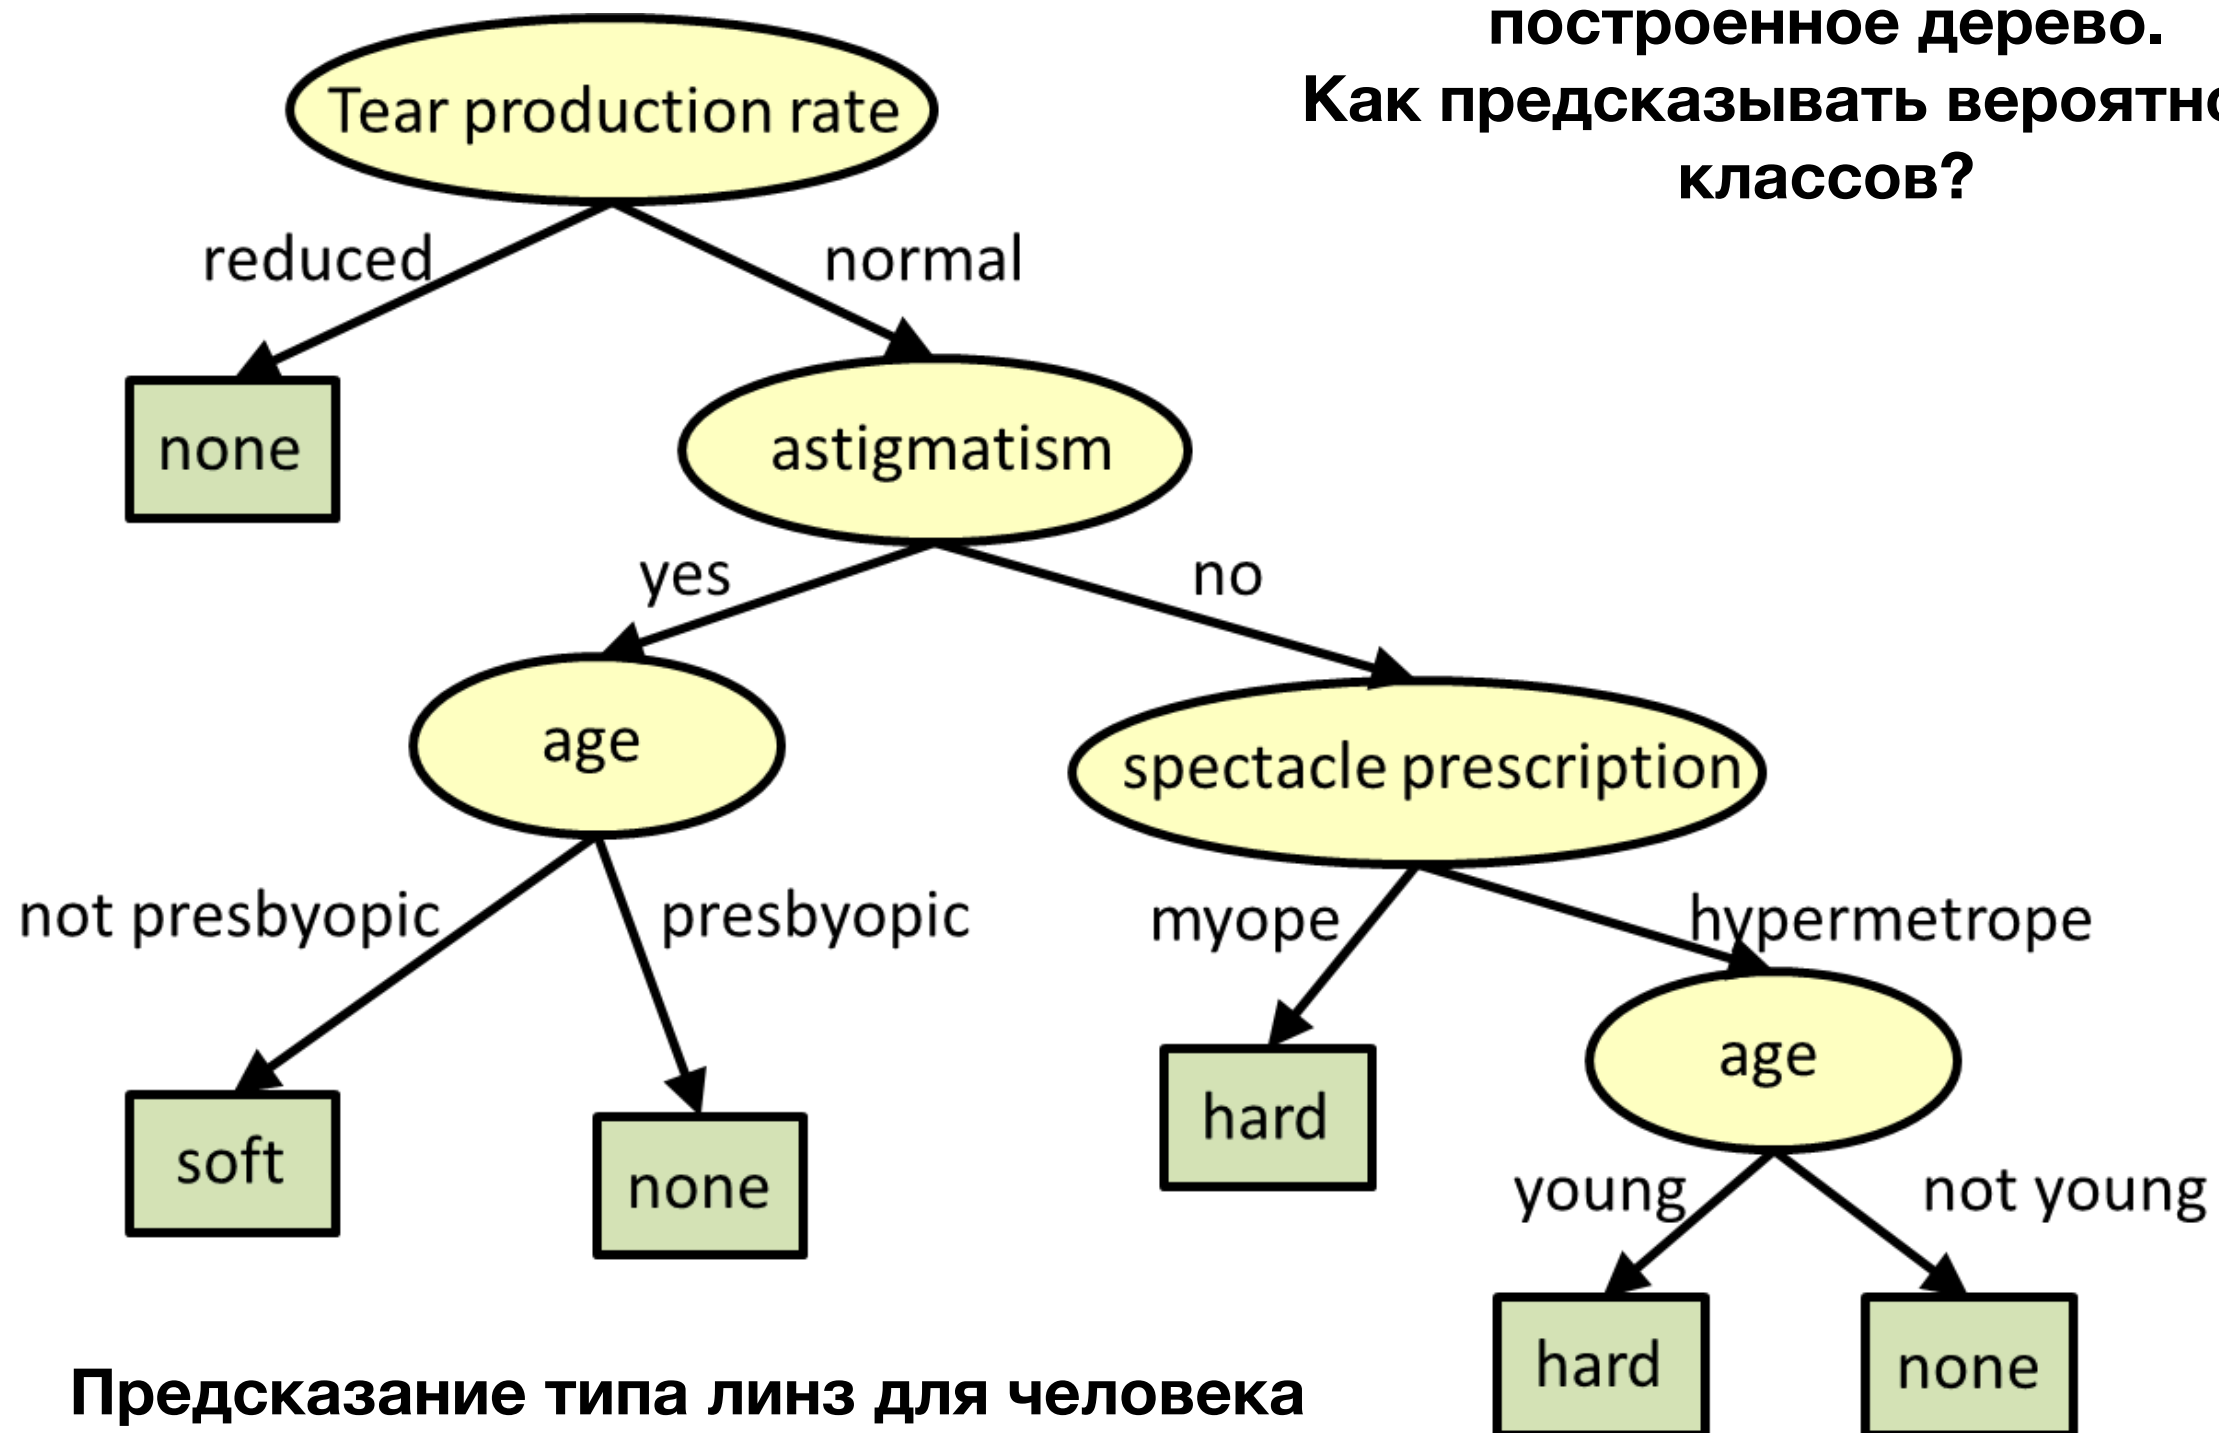 построенное дерево.
Как предсказывать вероятно
классов?
Tear production rate
reduced
normal
none
astigmatism
yes
no
age
spectacle prescription
not presbyopic
presbyopic
myope
hypermetrope
age
soft
none
hard
young
not young
hard
none
Предсказание типа линз для человека